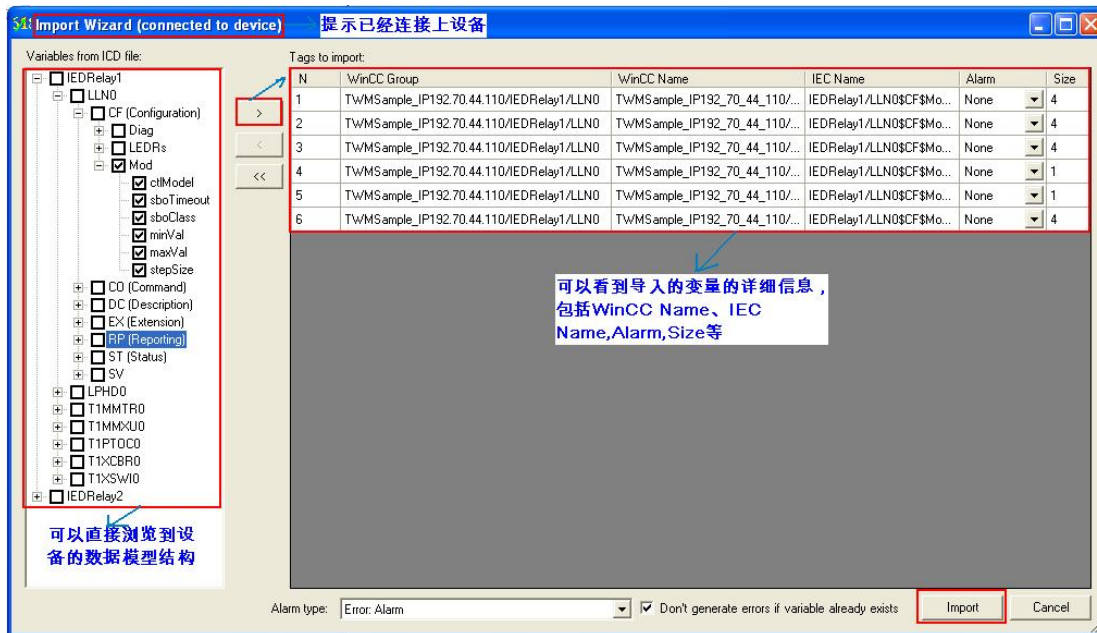 Import Wizard (connected to device)
提示已经连接上设备
Variables from ICD file:
Tags to import:
IEDRelay1
LLN0
CF (Configuration)
Diag
LEDRs
Mod
ctlModel
sboTimeout
sboClass
minVal
maxVal
stepSize
CO (Command)
DC (Description)
EX (Extension)
RP (Reporting)
ST (Status)
SV
LPHD0
T1MMTR0
T1MMXU0
T1PTOC0
T1XCBR0
T1XSWI0
IEDRelay2
可以直接浏览到设
备的数据模型结构
>
<
<<
N WinCC Group WinCC Name IEC Name Alarm Size
1 TWMSample_IP192.70.44.110/IEDRelay1/LLN0 TWMSample_IP192_70_44_110/... IEDRelay1/LLN0$CF$Mo... None 4
2 TWMSample_IP192.70.44.110/IEDRelay1/LLN0 TWMSample_IP192_70_44_110/... IEDRelay1/LLN0$CF$Mo... None 4
3 TWMSample_IP192.70.44.110/IEDRelay1/LLN0 TWMSample_IP192_70_44_110/... IEDRelay1/LLN0$CF$Mo... None 4
4 TWMSample_IP192.70.44.110/IEDRelay1/LLN0 TWMSample_IP192_70_44_110/... IEDRelay1/LLN0$CF$Mo... None 1
5 TWMSample_IP192.70.44.110/IEDRelay1/LLN0 TWMSample_IP192_70_44_110/... IEDRelay1/LLN0$CF$Mo... None 1
6 TWMSample_IP192.70.44.110/IEDRelay1/LLN0 TWMSample_IP192_70_44_110/... IEDRelay1/LLN0$CF$Mo... None 4
可以看到导入的变量的详细信息，
包括WinCC Name、IEC
Name,Alarm,Size等
Alarm type: Error: Alarm Don't generate errors if variable already exists Import Cancel